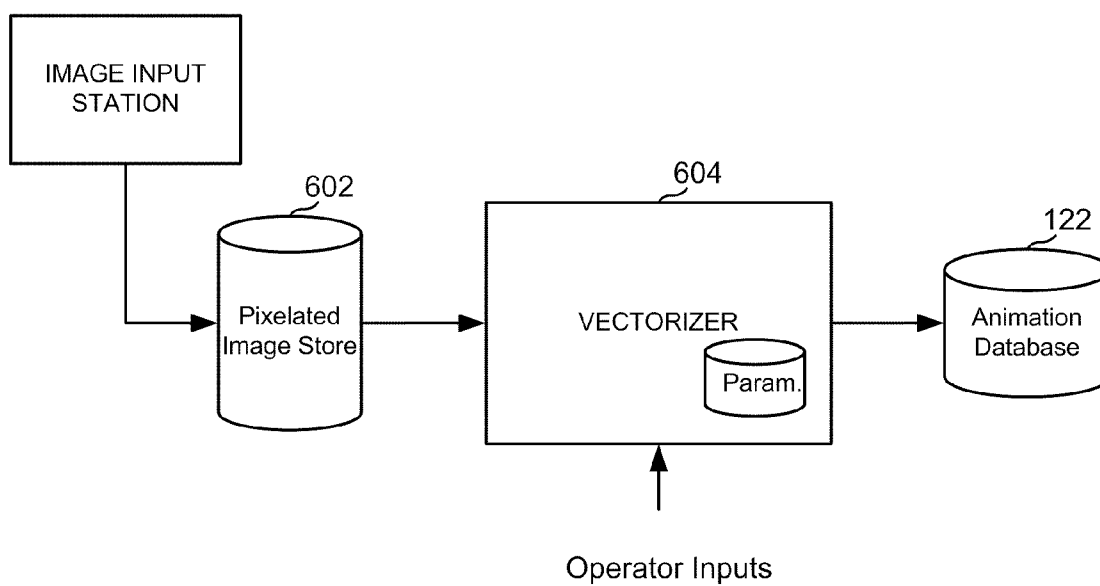 IMAGE INPUT
STATION
602
604
122
Pixelated
Image Store
VECTORIZER
Param.
Animation
Database
Operator Inputs